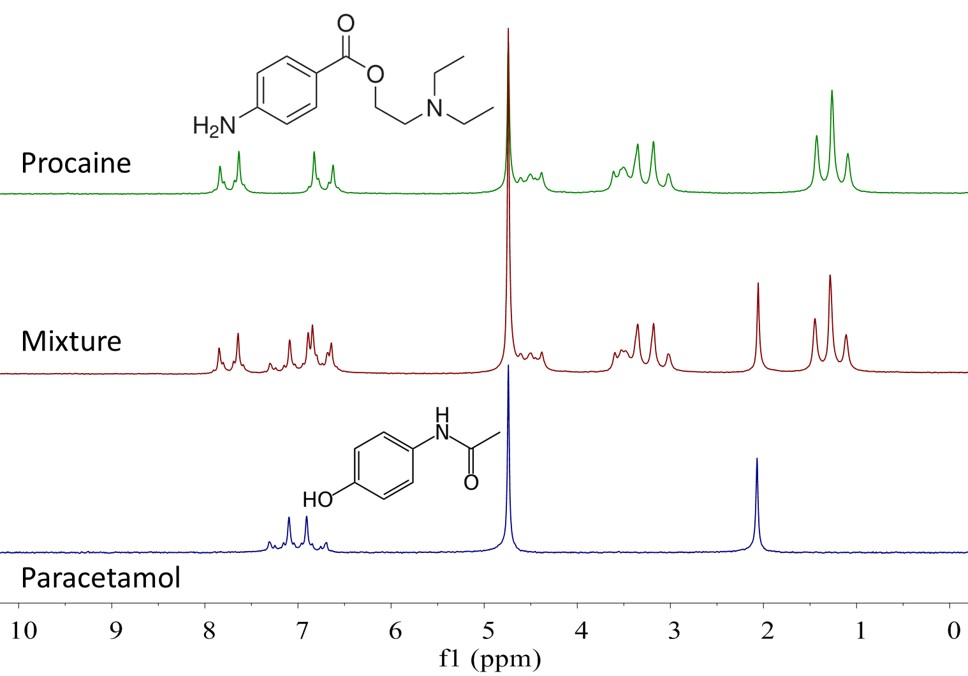 O
O
N
H₂N
Procaine
Mixture
H
N
O
HO
Paracetamol
10 9 8 7 6 5 4 3 2 1 0
f1 (ppm)